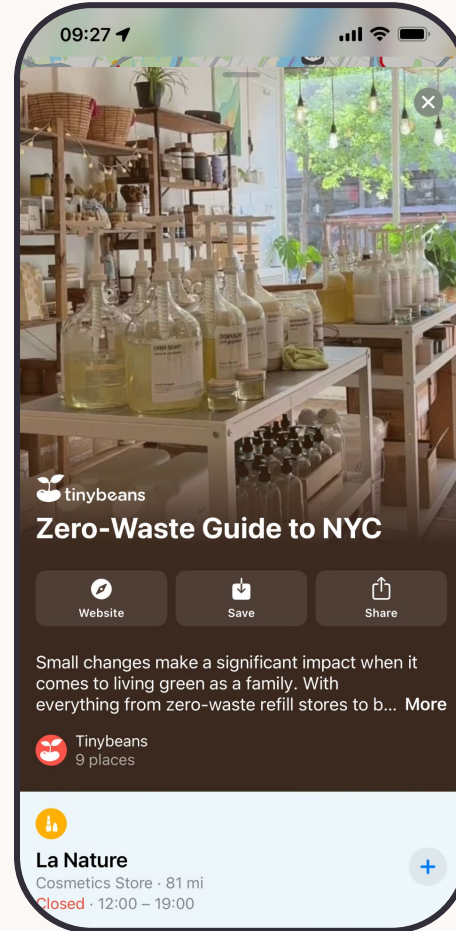 09:27
DISH SOAP
tinybeans
Zero-Waste Guide to NYC
Website
Save
Share
Small changes make a significant impact when it
comes to living green as a family. With
everything from zero-waste refill stores to b... More
Tinybeans
9 places
La Nature
Cosmetics Store · 81 mi
Closed · 12:00 – 19:00